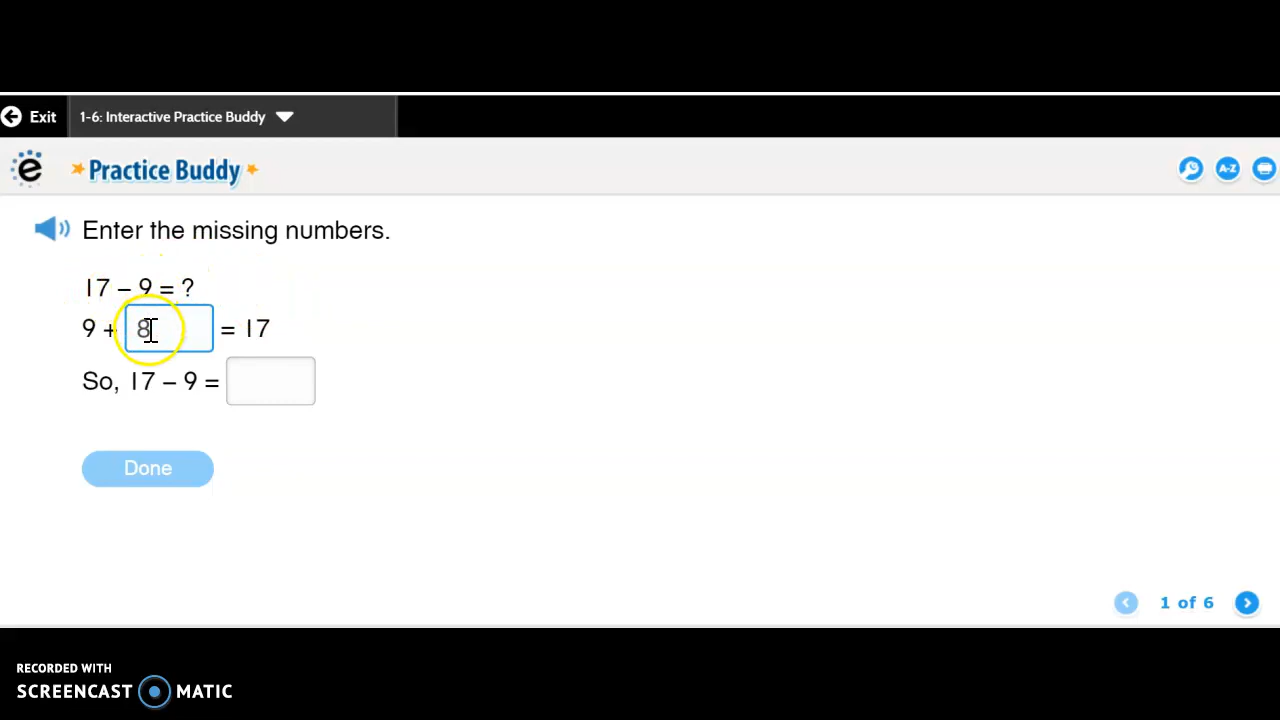 Exit
1-6: Interactive Practice Buddy
e
Practice Buddy
A-Z
Enter the missing numbers.
17 – 9 = ?
9 + 8 = 17
So, 17 – 9 =
Done
1 of 6
RECORDED WITH
SCREENCAST MATIC